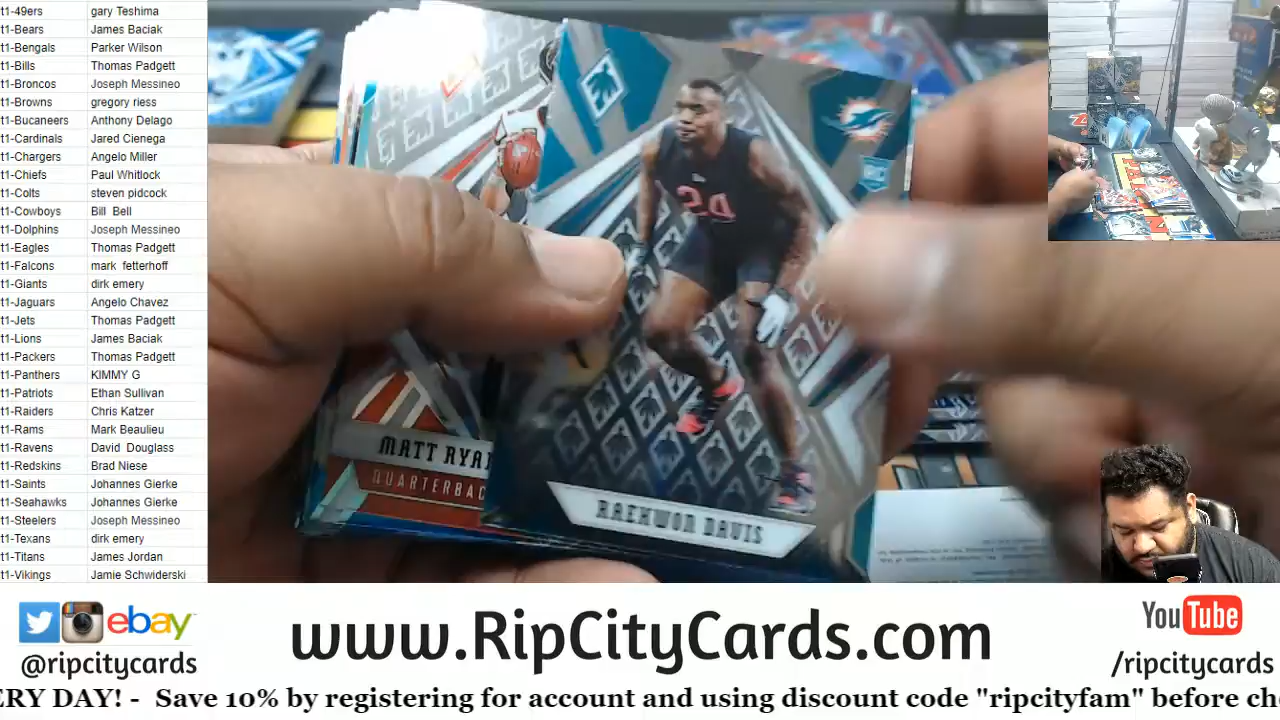 t1-49ers gary Teshima
t1-Bears James Baciak
t1-Bengals Parker Wilson
t1-Bills Thomas Padgett
t1-Broncos Joseph Messineo
t1-Browns gregory riess
t1-Bucaneers Anthony Delago
t1-Cardinals Jared Cienega
t1-Chargers Angelo Miller
t1-Chiefs Paul Whitlock
t1-Colts steven pidcock
t1-Cowboys Bill Bell
t1-Dolphins Joseph Messineo
t1-Eagles Thomas Padgett
t1-Falcons mark fetterhoff
t1-Giants dirk emery
t1-Jaguars Angelo Chavez
t1-Jets Thomas Padgett
t1-Lions James Baciak
t1-Packers Thomas Padgett
t1-Panthers KIMMY G
t1-Patriots Ethan Sullivan
t1-Raiders Chris Katzer
t1-Rams Mark Beaulieu
t1-Ravens David Douglass
t1-Redskins Brad Niese
t1-Saints Johannes Gierke
t1-Seahawks Johannes Gierke
t1-Steelers Joseph Messineo
t1-Texans dirk emery
t1-Titans James Jordan
t1-Vikings Jamie Schwiderski
24
RAEKWON DAVIS
MATT RYA
QUARTERBAC
ebay
@ripcitycards
www.RipCityCards.com
YouTube
/ripcitycards
ERY DAY! - Save 10% by registering for account and using discount code "ripcityfam" before ch